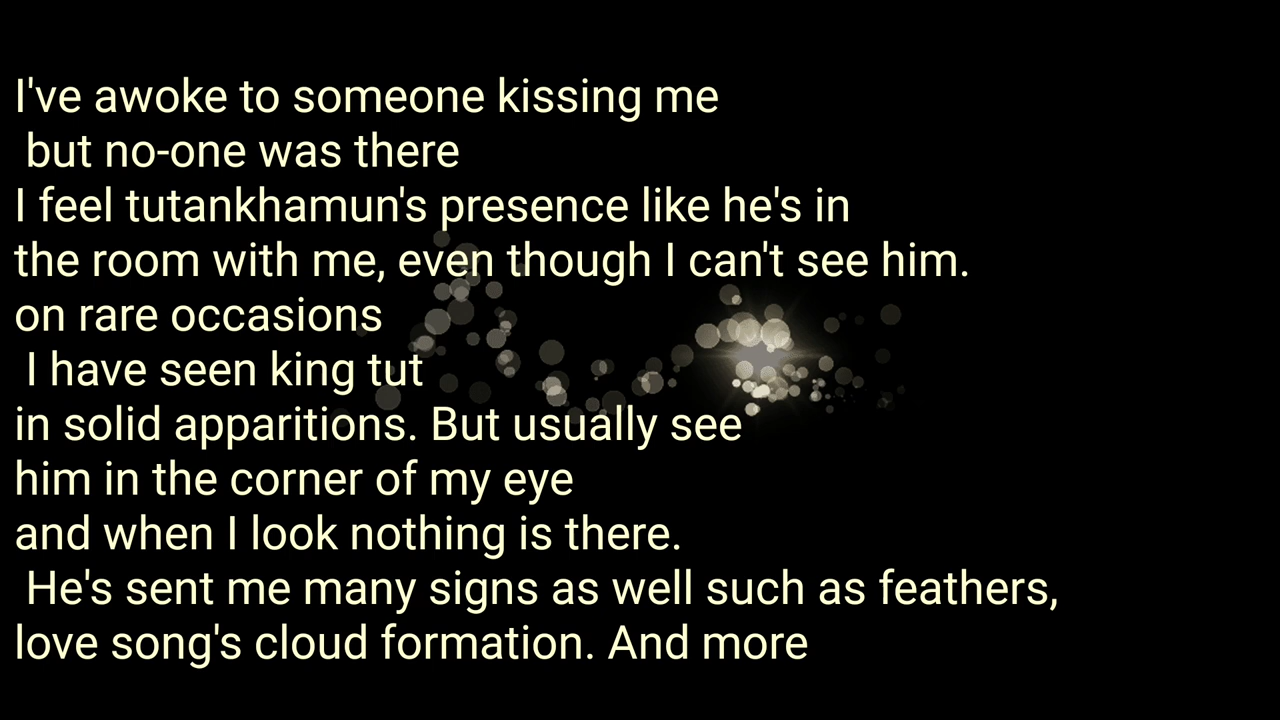 I've awoke to someone kissing me
but no-one was there
I feel tutankhamun's presence like he's in
the room with me, even though I can't see him.
on rare occasions
I have seen king tut
in solid apparitions. But usually see
him in the corner of my eye
and when I look nothing is there.
He's sent me many signs as well such as feathers,
love song's cloud formation. And more